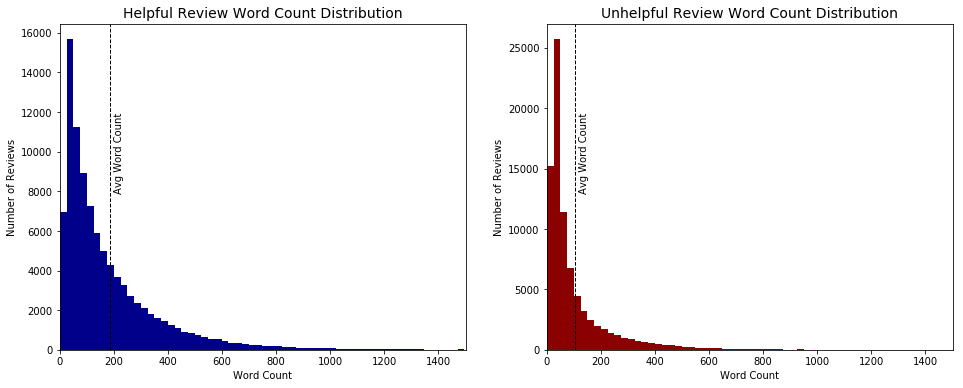 Helpful Review Word Count Distribution
16000
14000
12000
10000
8000
6000
4000
2000
0
Number of Reviews
Avg Word Count
0 200 400 600 800 1000 1200 1400
Word Count
Unhelpful Review Word Count Distribution
25000
20000
15000
10000
5000
0
Number of Reviews
Avg Word Count
0 200 400 600 800 1000 1200 1400
Word Count